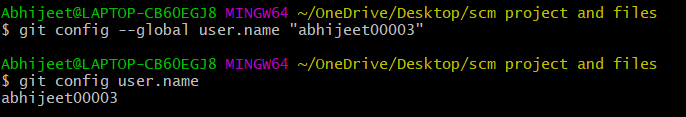 Abhijeet@LAPTOP-CB60EGJ8 MINGW64 ~/OneDrive/Desktop/scm project and files
$ git config --global user.name "abhijeet00003"
Abhijeet@LAPTOP-CB60EGJ8 MINGW64 ~/OneDrive/Desktop/scm project and files
$ git config user.name
abhijeet00003